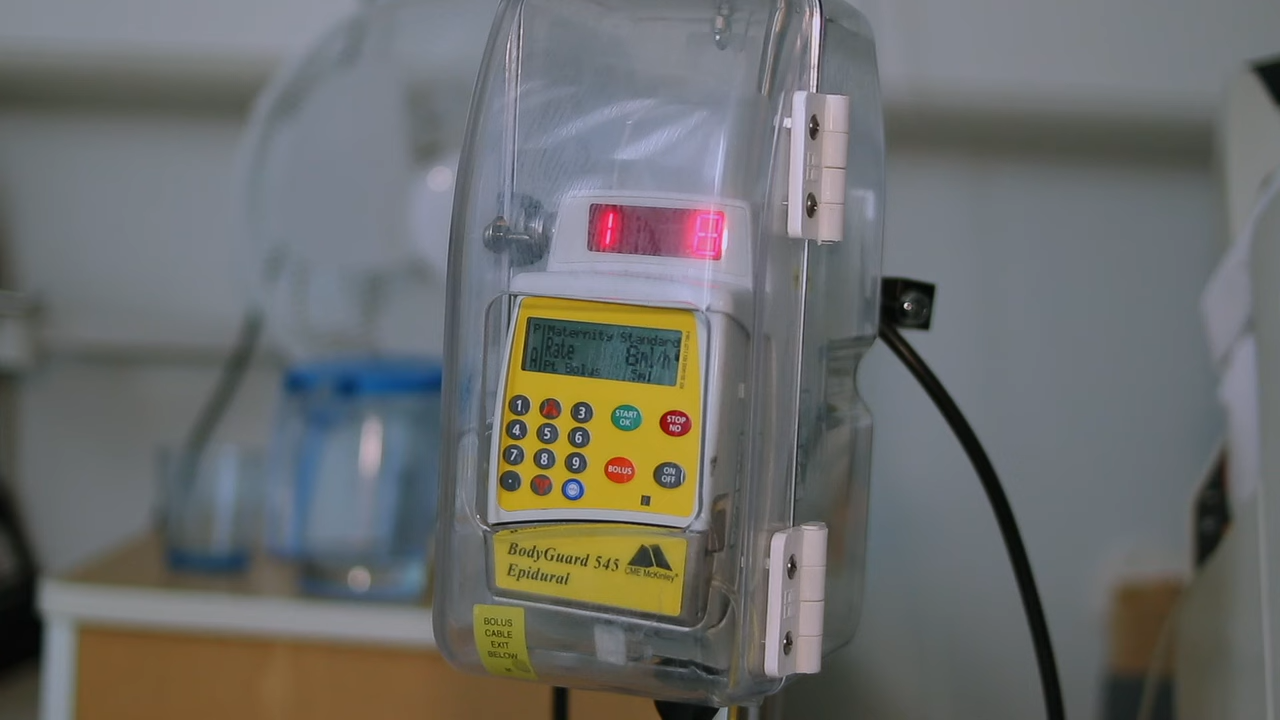 P Maternity Standard
Rate 8ml/h
A Pt Bolus 5ml
1 3
START
OK
STOP
NO
4 5 6
7 8 9
BOLUS
ON
OFF
BodyGuard 545
Epidural
CME McKinley
BOLUS
CABLE
EXIT
BELOW